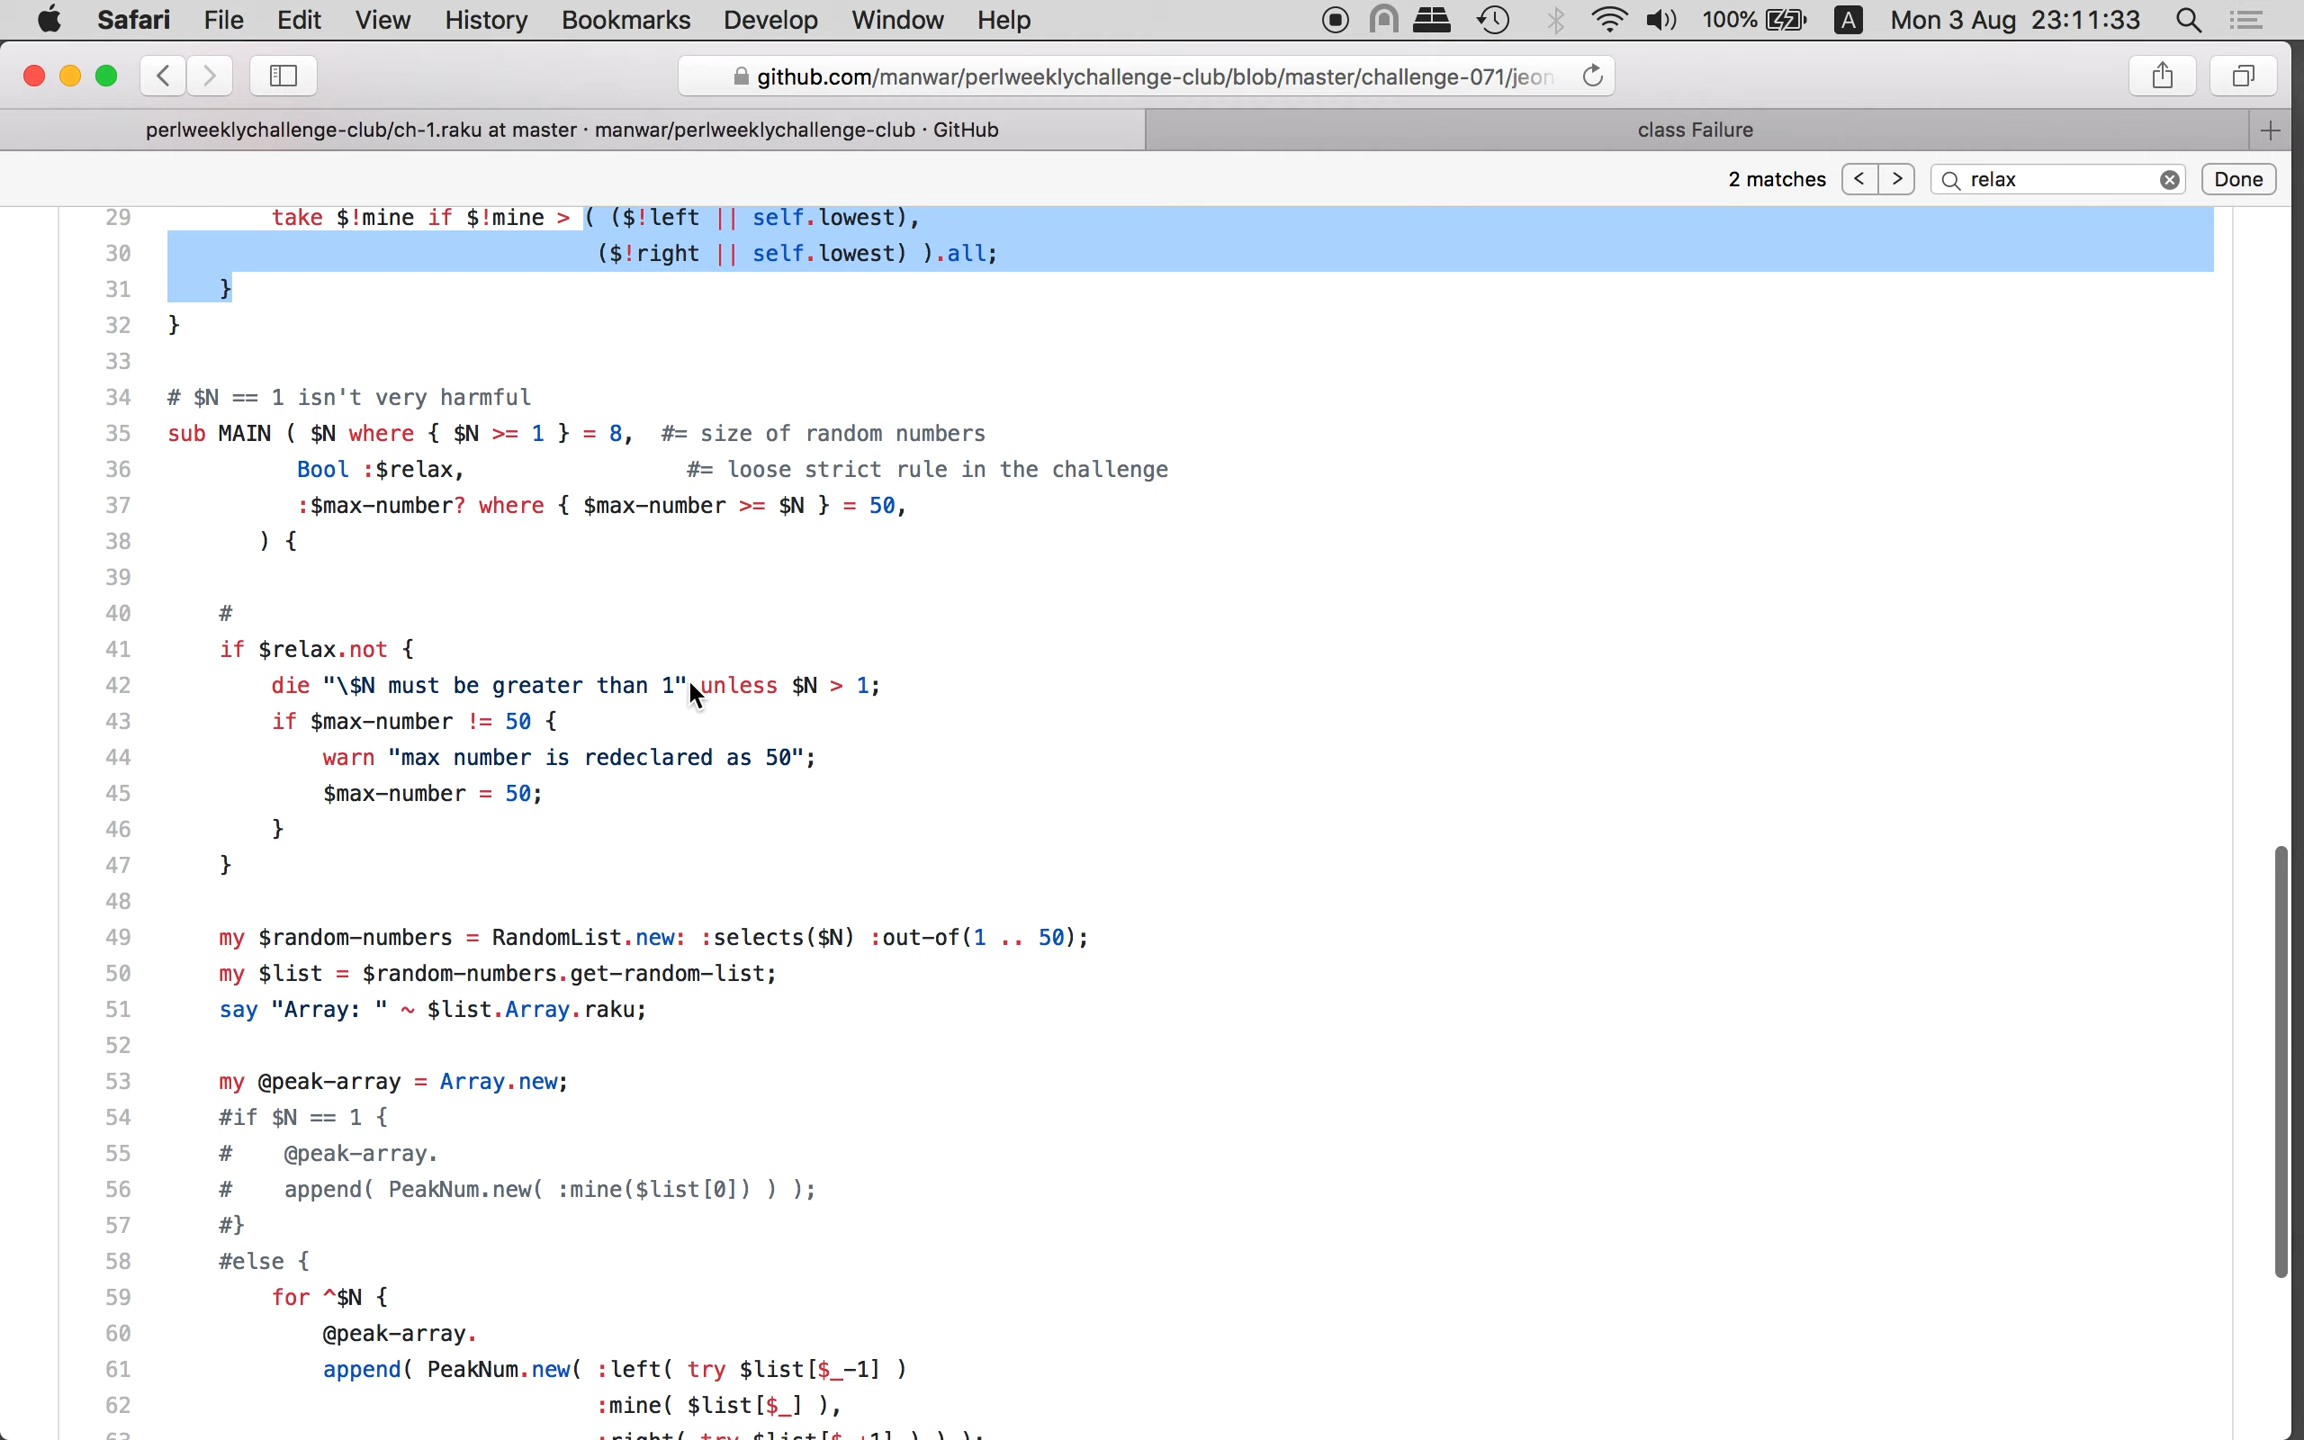 Safari File Edit View History Bookmarks Develop Window Help 100% A Mon 3 Aug 23:11:33
github.com/manwar/perlweeklychallenge-club/blob/master/challenge-071/jeon
perlweeklychallenge-club/ch-1.raku at master · manwar/perlweeklychallenge-club · GitHub class Failure
2 matches < > relax Done
29 take $!mine if $!mine > ( ($!left || self.lowest),
30 ($!right || self.lowest) ).all;
31 }
32 }
33
34 # $N == 1 isn't very harmful
35 sub MAIN ( $N where { $N >= 1 } = 8, #= size of random numbers
36 Bool :$relax, #= loose strict rule in the challenge
37 :$max-number? where { $max-number >= $N } = 50,
38 ) {
39
40 #
41 if $relax.not {
42 die "\$N must be greater than 1" unless $N > 1;
43 if $max-number != 50 {
44 warn "max number is redeclared as 50";
45 $max-number = 50;
46 }
47 }
48
49 my $random-numbers = RandomList.new: :selects($N) :out-of(1 .. 50);
50 my $list = $random-numbers.get-random-list;
51 say "Array: " ~ $list.Array.raku;
52
53 my @peak-array = Array.new;
54 #if $N == 1 {
55 # @peak-array.
56 # append( PeakNum.new( :mine($list[0]) ) );
57 #}
58 #else {
59 for ^$N {
60 @peak-array.
61 append( PeakNum.new( :left( try $list[$_-1] )
62 :mine( $list[$_] ),
63 :right( try $list[$_+1] ) ) );